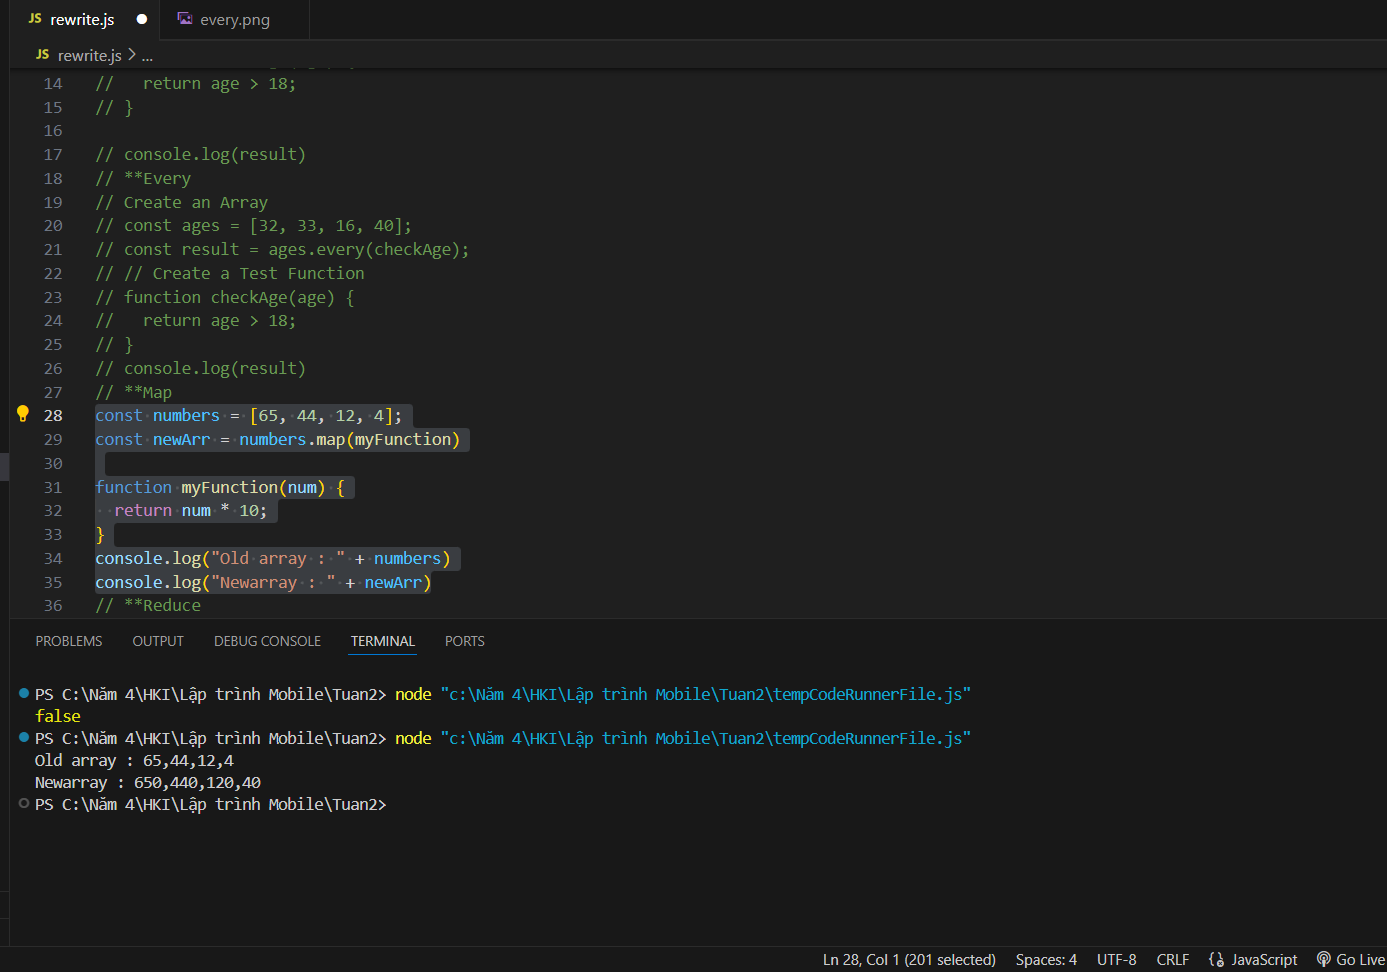 JS rewrite.js
every.png
JS rewrite.js > ...
14 //   return age > 18;
15 // }
16
17 // console.log(result)
18 // **Every
19 // Create an Array
20 // const ages = [32, 33, 16, 40];
21 // const result = ages.every(checkAge);
22 // // Create a Test Function
23 // function checkAge(age) {
24 //   return age > 18;
25 // }
26 // console.log(result)
27 // **Map
28 const numbers = [65, 44, 12, 4];
29 const newArr = numbers.map(myFunction)
30
31 function myFunction(num) {
32   return num * 10;
33 }
34 console.log("Old array : " + numbers)
35 console.log("Newarray : " + newArr)
36 // **Reduce
PROBLEMS OUTPUT DEBUG CONSOLE TERMINAL PORTS
PS C:\Năm 4\HKI\Lập trình Mobile\Tuan2> node "c:\Năm 4\HKI\Lập trình Mobile\Tuan2\tempCodeRunnerFile.js"
false
PS C:\Năm 4\HKI\Lập trình Mobile\Tuan2> node "c:\Năm 4\HKI\Lập trình Mobile\Tuan2\tempCodeRunnerFile.js"
Old array : 65,44,12,4
Newarray : 650,440,120,40
PS C:\Năm 4\HKI\Lập trình Mobile\Tuan2>
Ln 28, Col 1 (201 selected) Spaces: 4 UTF-8 CRLF JavaScript Go Live